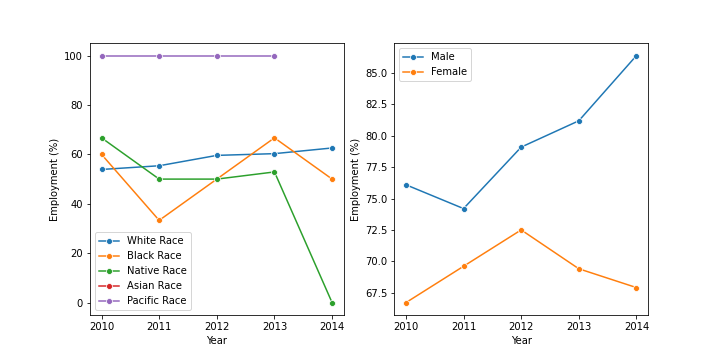 Employment (%)
100
80
60
40
20
0
White Race
Black Race
Native Race
Asian Race
Pacific Race
2010 2011 2012 2013 2014
Year
Employment (%)
85.0
82.5
80.0
77.5
75.0
72.5
70.0
67.5
Male
Female
2010 2011 2012 2013 2014
Year